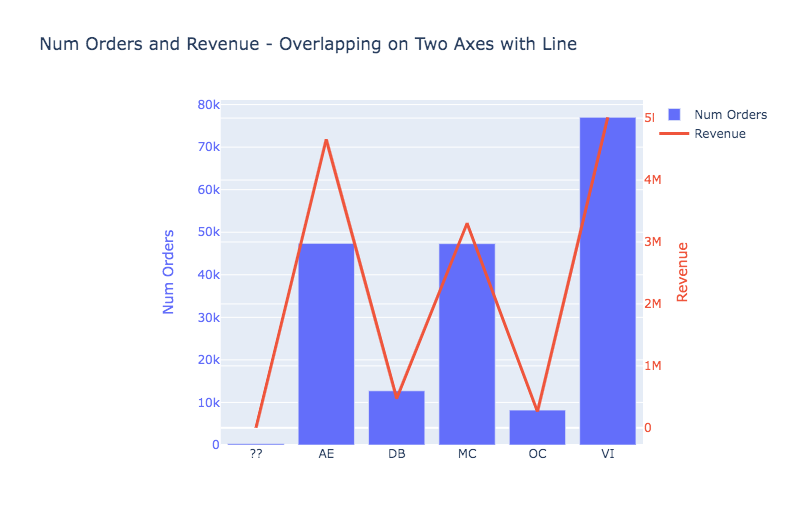 Num Orders and Revenue - Overlapping on Two Axes with Line
80k
70k
60k
50k
40k
30k
20k
10k
0
Num Orders
?? AE DB MC OC VI
4M
3M
2M
1M
0
Revenue
Num Orders
Revenue